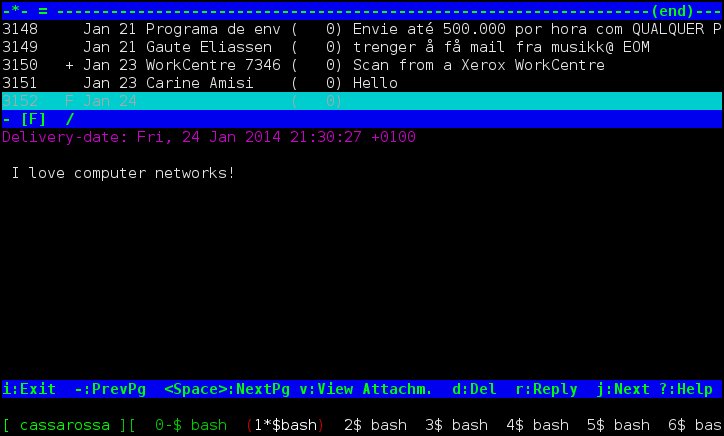 -*- = ------------------------------------------------------------------(end)---
3148     Jan 21 Programa de env (   0) Envie até 500.000 por hora com QUALQUER P
3149     Jan 21 Gaute Eliassen  (   0) trenger å få mail fra musikk@ EOM
3150   + Jan 23 WorkCentre 7346 (   0) Scan from a Xerox WorkCentre
3151     Jan 23 Carine Amisi    (   0) Hello
3152   F Jan 24                 (   0)
- [F]  /
Delivery-date: Fri, 24 Jan 2014 21:30:27 +0100
I love computer networks!
i:Exit  -:PrevPg  <Space>:NextPg v:View Attachm.  d:Del  r:Reply  j:Next ?:Help
[ cassarossa ][  0-$ bash  (1*$bash)  2$ bash  3$ bash  4$ bash  5$ bash  6$ bas